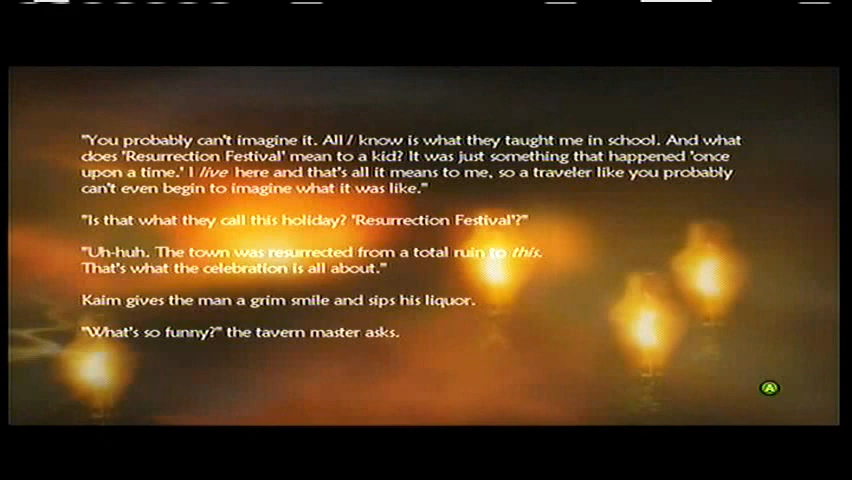 "You probably can't imagine it. All I know is what they taught me in school. And what
does 'Resurrection Festival' mean to a kid? It was just something that happened 'once
upon a time.' I live here and that's all it means to me, so a traveler like you probably
can't even begin to imagine what it was like."
"Is that what they call this holiday? 'Resurrection Festival'?"
"Uh-huh. The town was resurrected from a total ruin to this.
That's what the celebration is all about."
Kaim gives the man a grim smile and sips his liquor.
"What's so funny?" the tavern master asks.
A